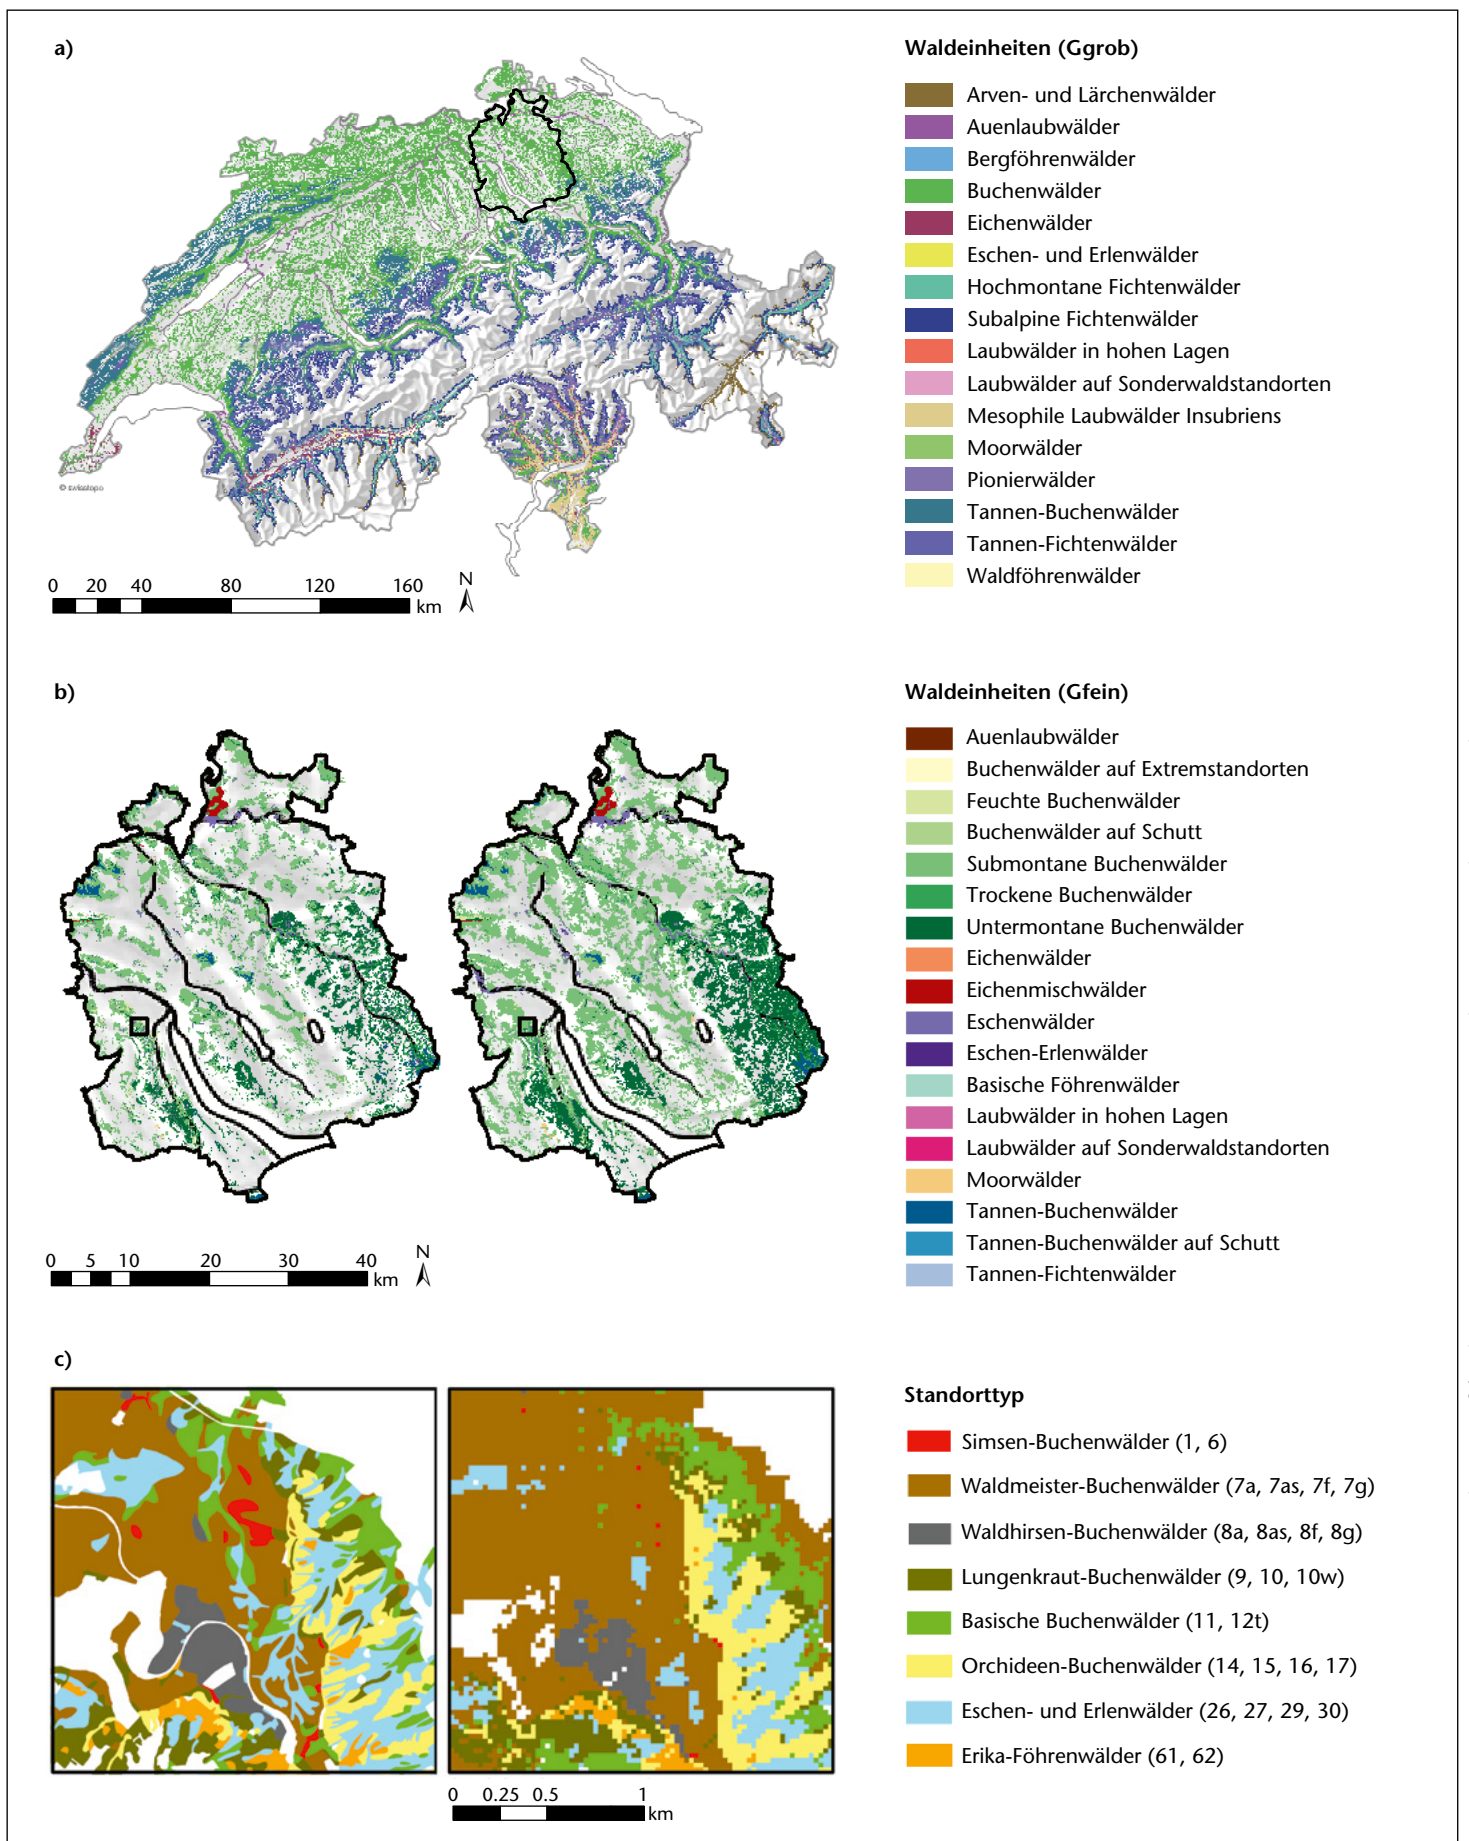 a)
Waldeinheiten (Ggrob)
Arven- und Lärchenwälder
Auenlaubwälder
Bergföhrenwälder
Buchenwälder
Eichenwälder
Eschen- und Erlenwälder
Hochmontane Fichtenwälder
Subalpine Fichtenwälder
Laubwälder in hohen Lagen
Laubwälder auf Sonderwaldstandorten
Mesophile Laubwälder Insubriens
Moorwälder
Pionierwälder
Tannen-Buchenwälder
Tannen-Fichtenwälder
Waldföhrenwälder
© swisstopo
0 20 40 80 120 160
km
N
b)
Waldeinheiten (Gfein)
Auenlaubwälder
Buchenwälder auf Extremstandorten
Feuchte Buchenwälder
Buchenwälder auf Schutt
Submontane Buchenwälder
Trockene Buchenwälder
Untermontane Buchenwälder
Eichenwälder
Eichenmischwälder
Eschenwälder
Eschen-Erlenwälder
Basische Föhrenwälder
Laubwälder in hohen Lagen
Laubwälder auf Sonderwaldstandorten
Moorwälder
Tannen-Buchenwälder
Tannen-Buchenwälder auf Schutt
Tannen-Fichtenwälder
0 5 10 20 30 40
km
N
c)
Standorttyp
Simsen-Buchenwälder (1, 6)
Waldmeister-Buchenwälder (7a, 7as, 7f, 7g)
Waldhirsen-Buchenwälder (8a, 8as, 8f, 8g)
Lungenkraut-Buchenwälder (9, 10, 10w)
Basische Buchenwälder (11, 12t)
Orchideen-Buchenwälder (14, 15, 16, 17)
Eschen- und Erlenwälder (26, 27, 29, 30)
Erika-Föhrenwälder (61, 62)
0 0.25 0.5 1
km